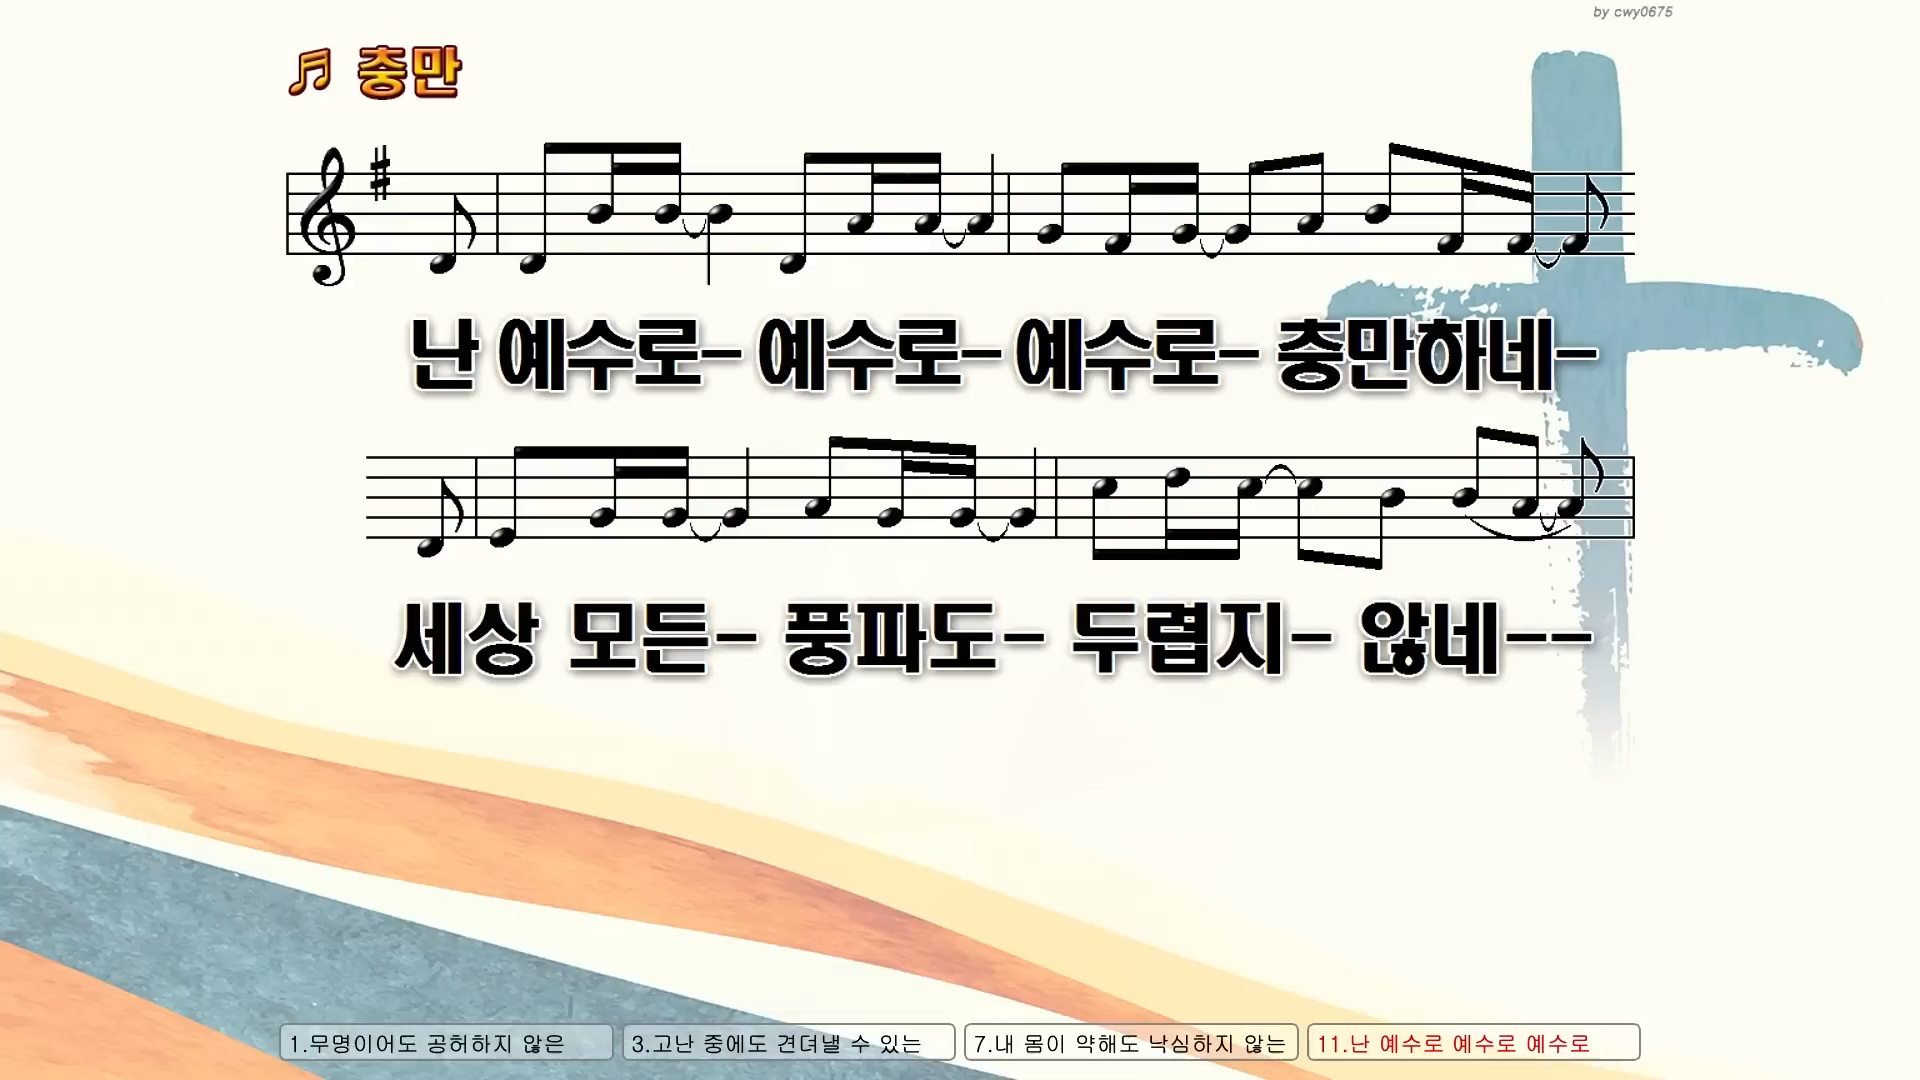 by cwy0675
충만
난 예수로- 예수로- 예수로- 충만하네-
세상 모든- 풍파도- 두렵지- 않네--
1.무명이어도 공허하지 않은
3.고난 중에도 견뎌낼 수 있는
7.내 몸이 약해도 낙심하지 않는
11.난 예수로 예수로 예수로